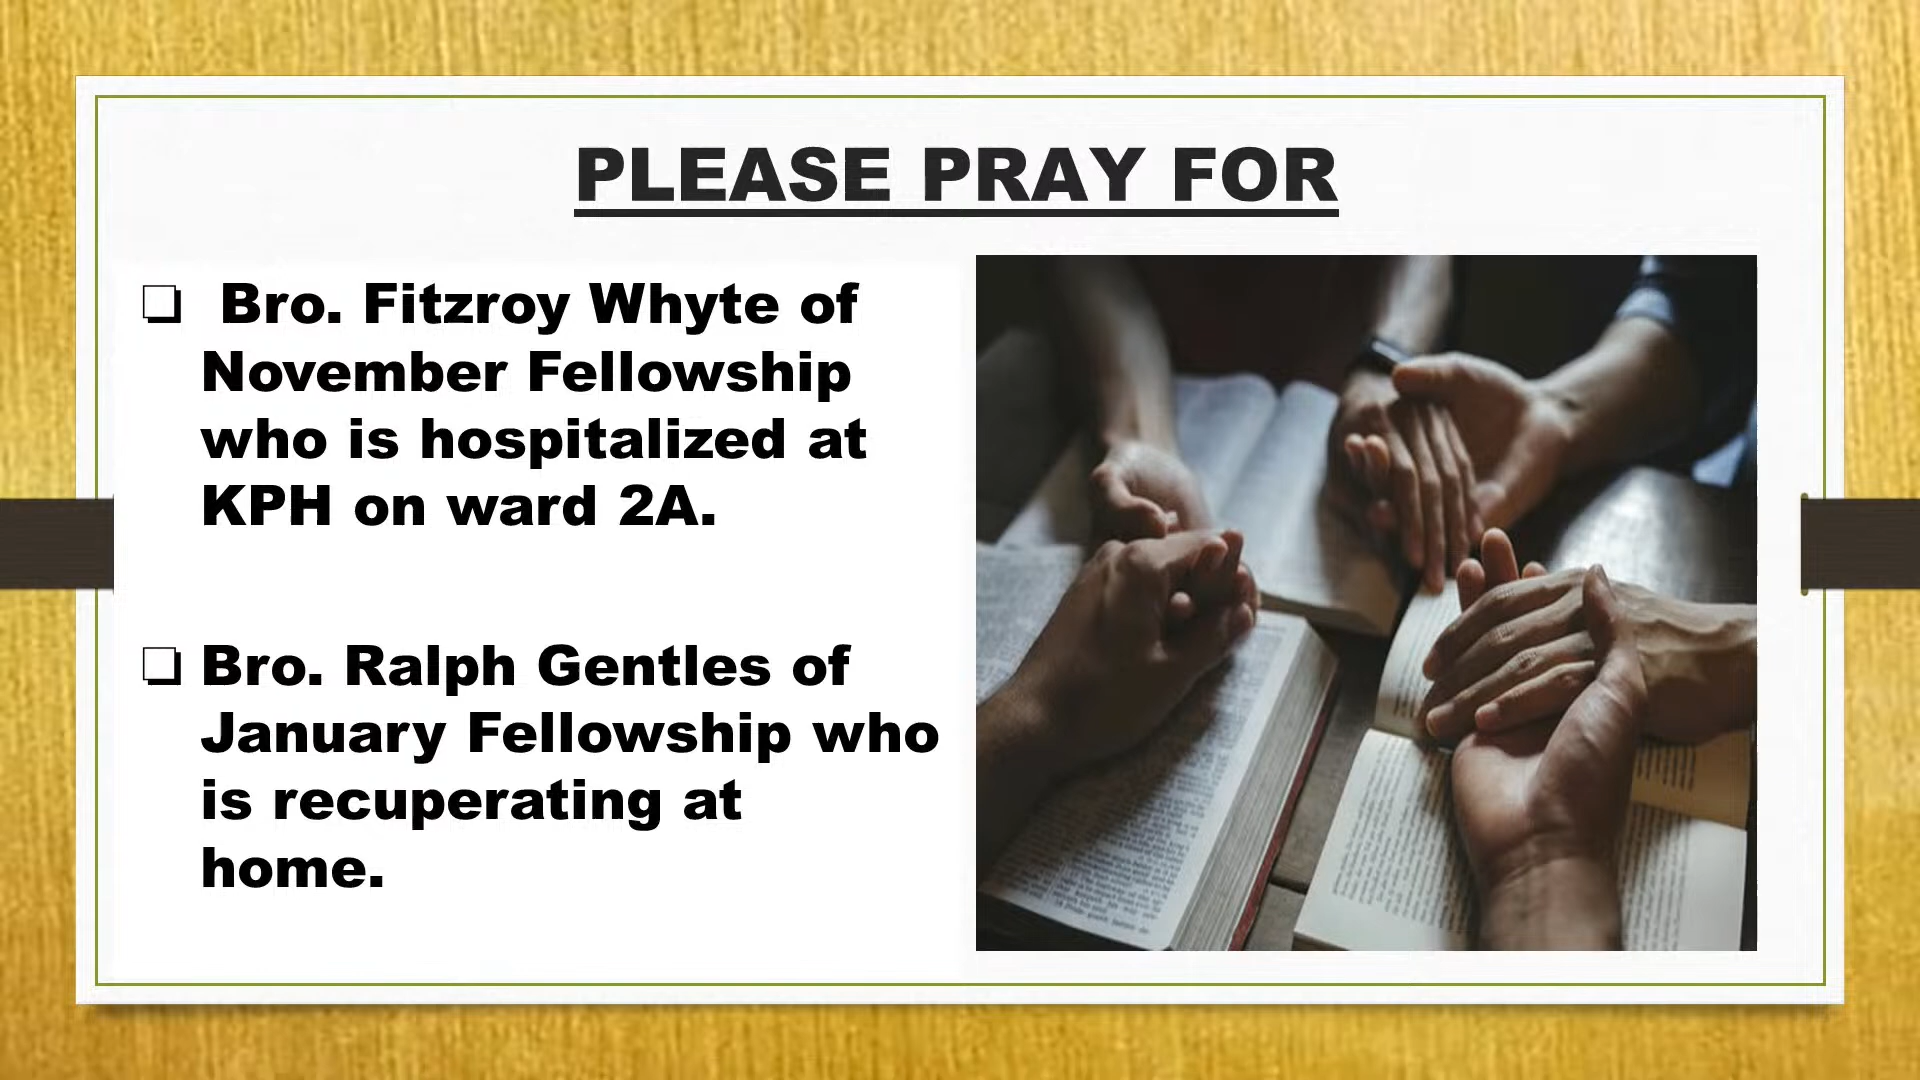 PLEASE PRAY FOR
❏ Bro. Fitzroy Whyte of
November Fellowship
who is hospitalized at
KPH on ward 2A.
❏ Bro. Ralph Gentles of
January Fellowship who
is recuperating at
home.